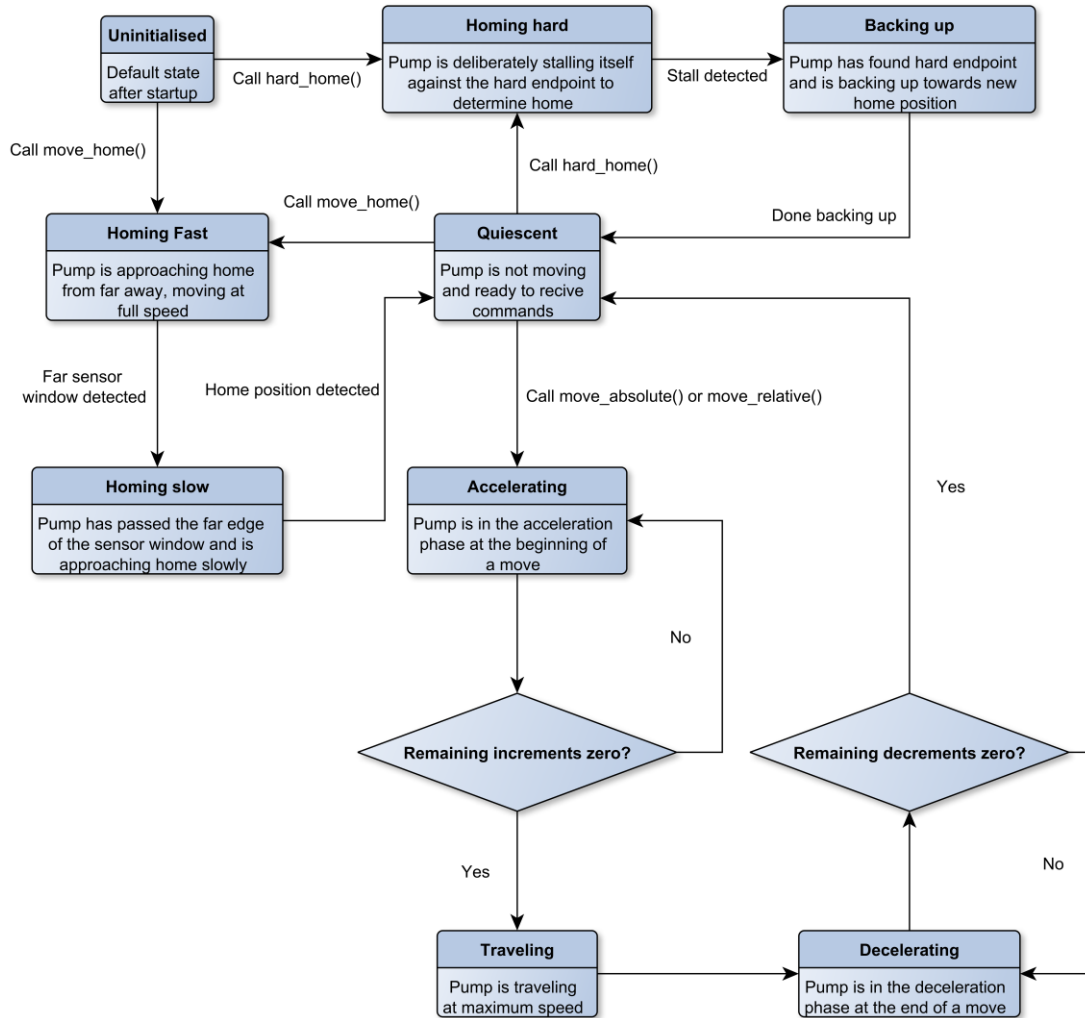 Uninitialised
Default state
after startup
Call hard_home()
Homing hard
Pump is deliberately stalling itself
against the hard endpoint to
determine home
Stall detected
Backing up
Pump has found hard endpoint
and is backing up towards new
home position
Call move_home()
Call hard_home()
Call move_home()
Done backing up
Homing Fast
Pump is approaching home
from far away, moving at
full speed
Quiescent
Pump is not moving
and ready to recive
commands
Far sensor
window detected
Home position detected
Call move_absolute() or move_relative()
Homing slow
Pump has passed the far edge
of the sensor window and is
approaching home slowly
Accelerating
Pump is in the acceleration
phase at the beginning of
a move
Yes
No
Remaining increments zero?
Remaining decrements zero?
Yes
No
Traveling
Pump is traveling
at maximum speed
Decelerating
Pump is in the deceleration
phase at the end of a move